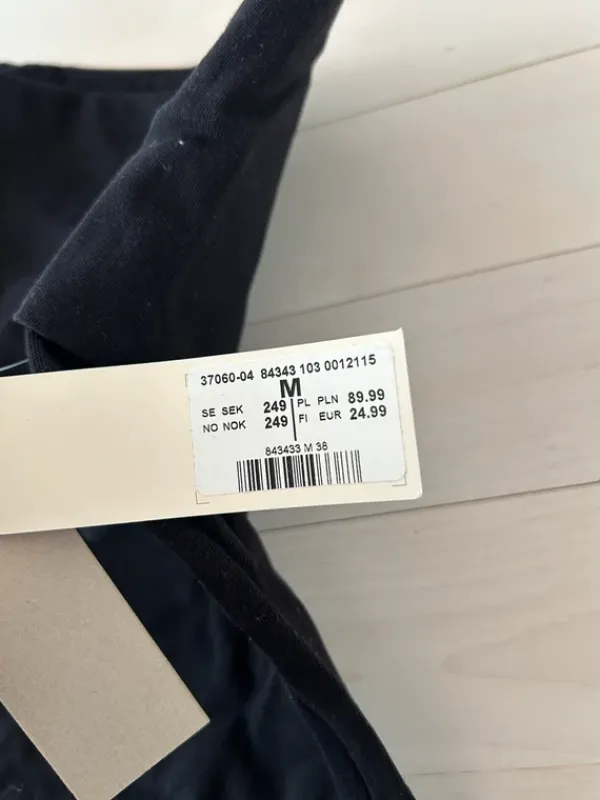 37060-04 84343 103 0012115
M
SE SEK 249 PL PLN 89.99
NO NOK 249 FI EUR 24.99
843433 M 38